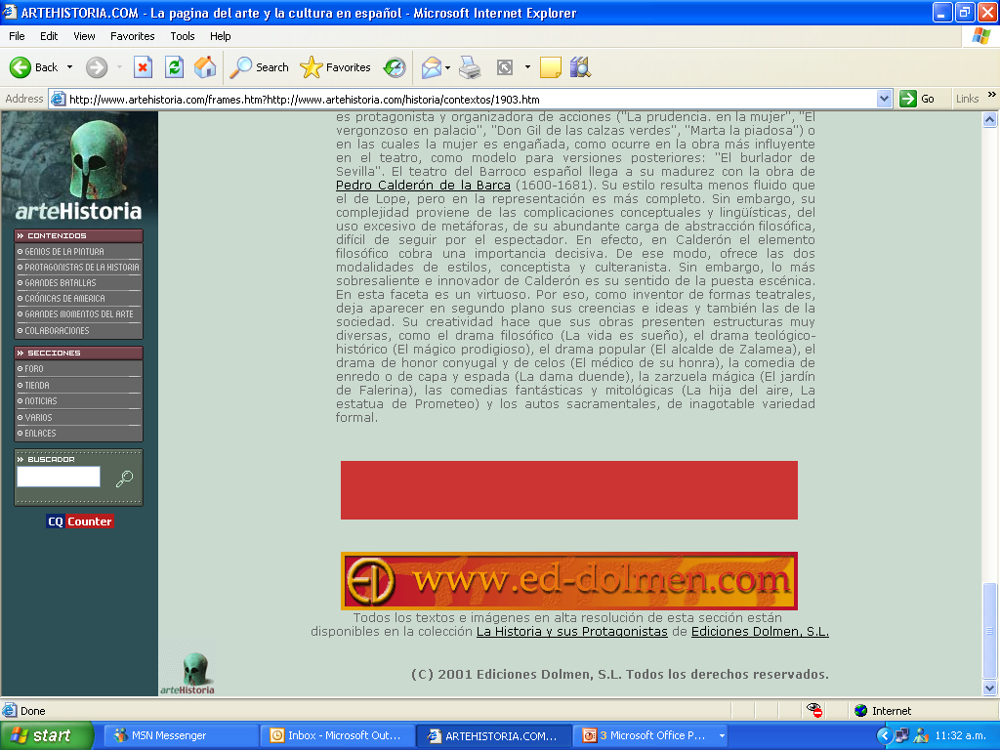 ARTEHISTORIA.COM - La pagina del arte y la cultura en español - Microsoft Internet Explorer
File Edit View Favorites Tools Help
Back Search Favorites
Address http://www.artehistoria.com/frames.htm?http://www.artehistoria.com/historia/contextos/1903.htm Go Links »
arteHistoria
» CONTENIDOS
GENIOS DE LA PINTURA
PROTAGONISTAS DE LA HISTORIA
GRANDES BATALLAS
CRÓNICAS DE AMERICA
GRANDES MOMENTOS DEL ARTE
COLABORACIONES
» SECCIONES
FORO
TIENDA
NOTICIAS
VARIOS
ENLACES
» BUSCADOR
CQ Counter
es protagonista y organizadora de acciones ("La prudencia. en la mujer", "El
vergonzoso en palacio", "Don Gil de las calzas verdes", "Marta la piadosa") o
en las cuales la mujer es engañada, como ocurre en la obra más influyente
en el teatro, como modelo para versiones posteriores: "El burlador de
Sevilla". El teatro del Barroco español llega a su madurez con la obra de
Pedro Calderón de la Barca (1600-1681). Su estilo resulta menos fluido que
el de Lope, pero en la representación es más completo. Sin embargo, su
complejidad proviene de las complicaciones conceptuales y lingüísticas, del
uso excesivo de metáforas, de su abundante carga de abstracción filosófica,
difícil de seguir por el espectador. En efecto, en Calderón el elemento
filosófico cobra una importancia decisiva. De ese modo, ofrece las dos
modalidades de estilos, conceptista y culteranista. Sin embargo, lo más
sobresaliente e innovador de Calderón es su sentido de la puesta escénica.
En esta faceta es un virtuoso. Por eso, como inventor de formas teatrales,
deja aparecer en segundo plano sus creencias e ideas y también las de la
sociedad. Su creatividad hace que sus obras presenten estructuras muy
diversas, como el drama filosófico (La vida es sueño), el drama teológico-
histórico (El mágico prodigioso), el drama popular (El alcalde de Zalamea), el
drama de honor conyugal y de celos (El médico de su honra), la comedia de
enredo o de capa y espada (La dama duende), la zarzuela mágica (El jardín
de Falerina), las comedias fantásticas y mitológicas (La hija del aire, La
estatua de Prometeo) y los autos sacramentales, de inagotable variedad
formal.
ED www.ed-dolmen.com
Todos los textos e imágenes en alta resolución de esta sección están
disponibles en la colección La Historia y sus Protagonistas de Ediciones Dolmen, S.L.
arteHistoria
(C) 2001 Ediciones Dolmen, S.L. Todos los derechos reservados.
Done Internet
start MSN Messenger Inbox - Microsoft Out... ARTEHISTORIA.COM... 3 Microsoft Office P... 11:32 a.m.